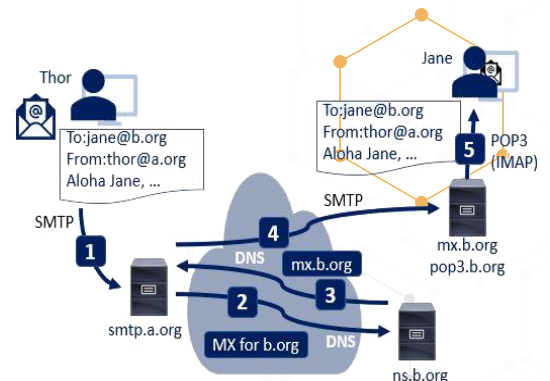 Thor
Jane
To:jane@b.org
From:thor@a.org
Aloha Jane, ...
To:jane@b.org
From:thor@a.org
Aloha Jane, ...
5
POP3
(IMAP)
SMTP
1
SMTP
4
DNS
mx.b.org
mx.b.org
pop3.b.org
2
3
smtp.a.org
MX for b.org
DNS
ns.b.org